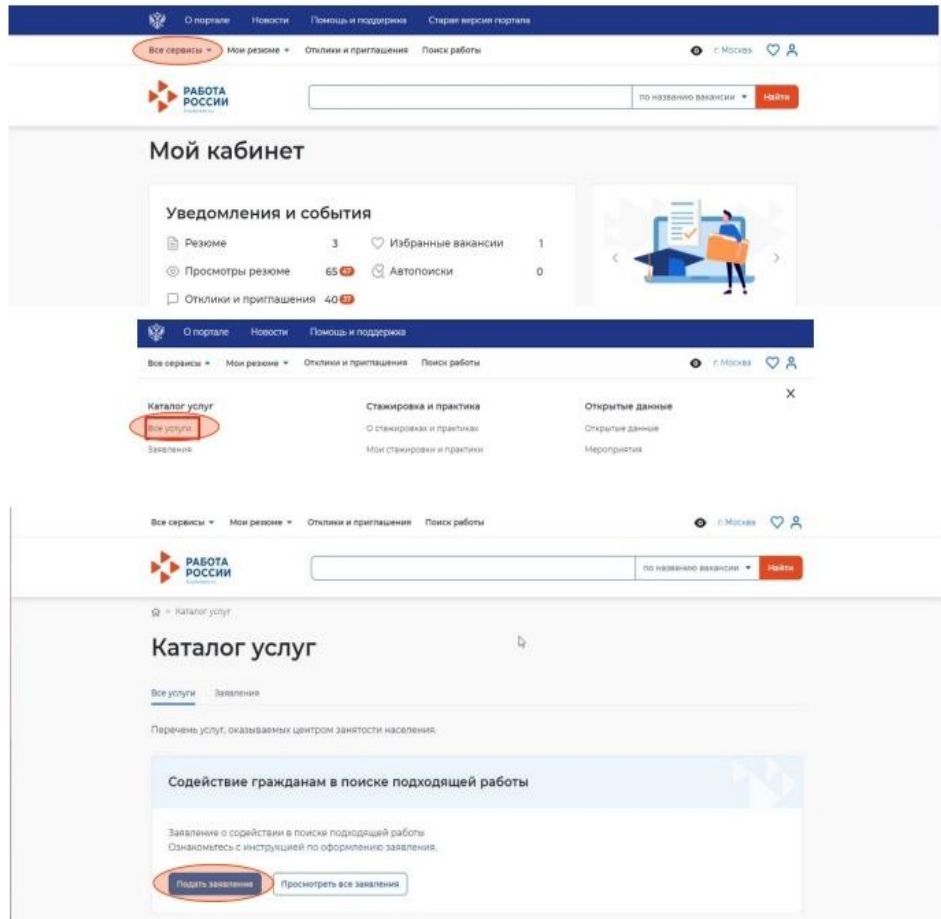 О портале Новости Помощь и поддержка Старая версия портала
Все сервисы Мои резюме Отклики и приглашения Поиск работы г. Москва
РАБОТА
РОССИИ
по названию вакансии Найти
Мой кабинет
Уведомления и события
Резюме 3 Избранные вакансии 1
Просмотры резюме 65 47 Автопоиски 0
Отклики и приглашения 40
О портале Новости Помощь и поддержка
Все сервисы Мои резюме Отклики и приглашения Поиск работы г. Москва
Каталог услуг Стажировка и практика Открытые данные
Все услуги О стажировках и практиках Открытые данные
Заявления Мои стажировки и практики Мероприятия
Все сервисы Мои резюме Отклики и приглашения Поиск работы г. Москва
РАБОТА
РОССИИ
по названию вакансии Найти
Каталог услуг
Каталог услуг
Все услуги Заявления
Перечень услуг, оказываемых центром занятости населения.
Содействие гражданам в поиске подходящей работы
Заявление о содействии в поиске подходящей работы
Ознакомьтесь с инструкцией по оформлению заявления.
Подать заявление Просмотреть все заявления